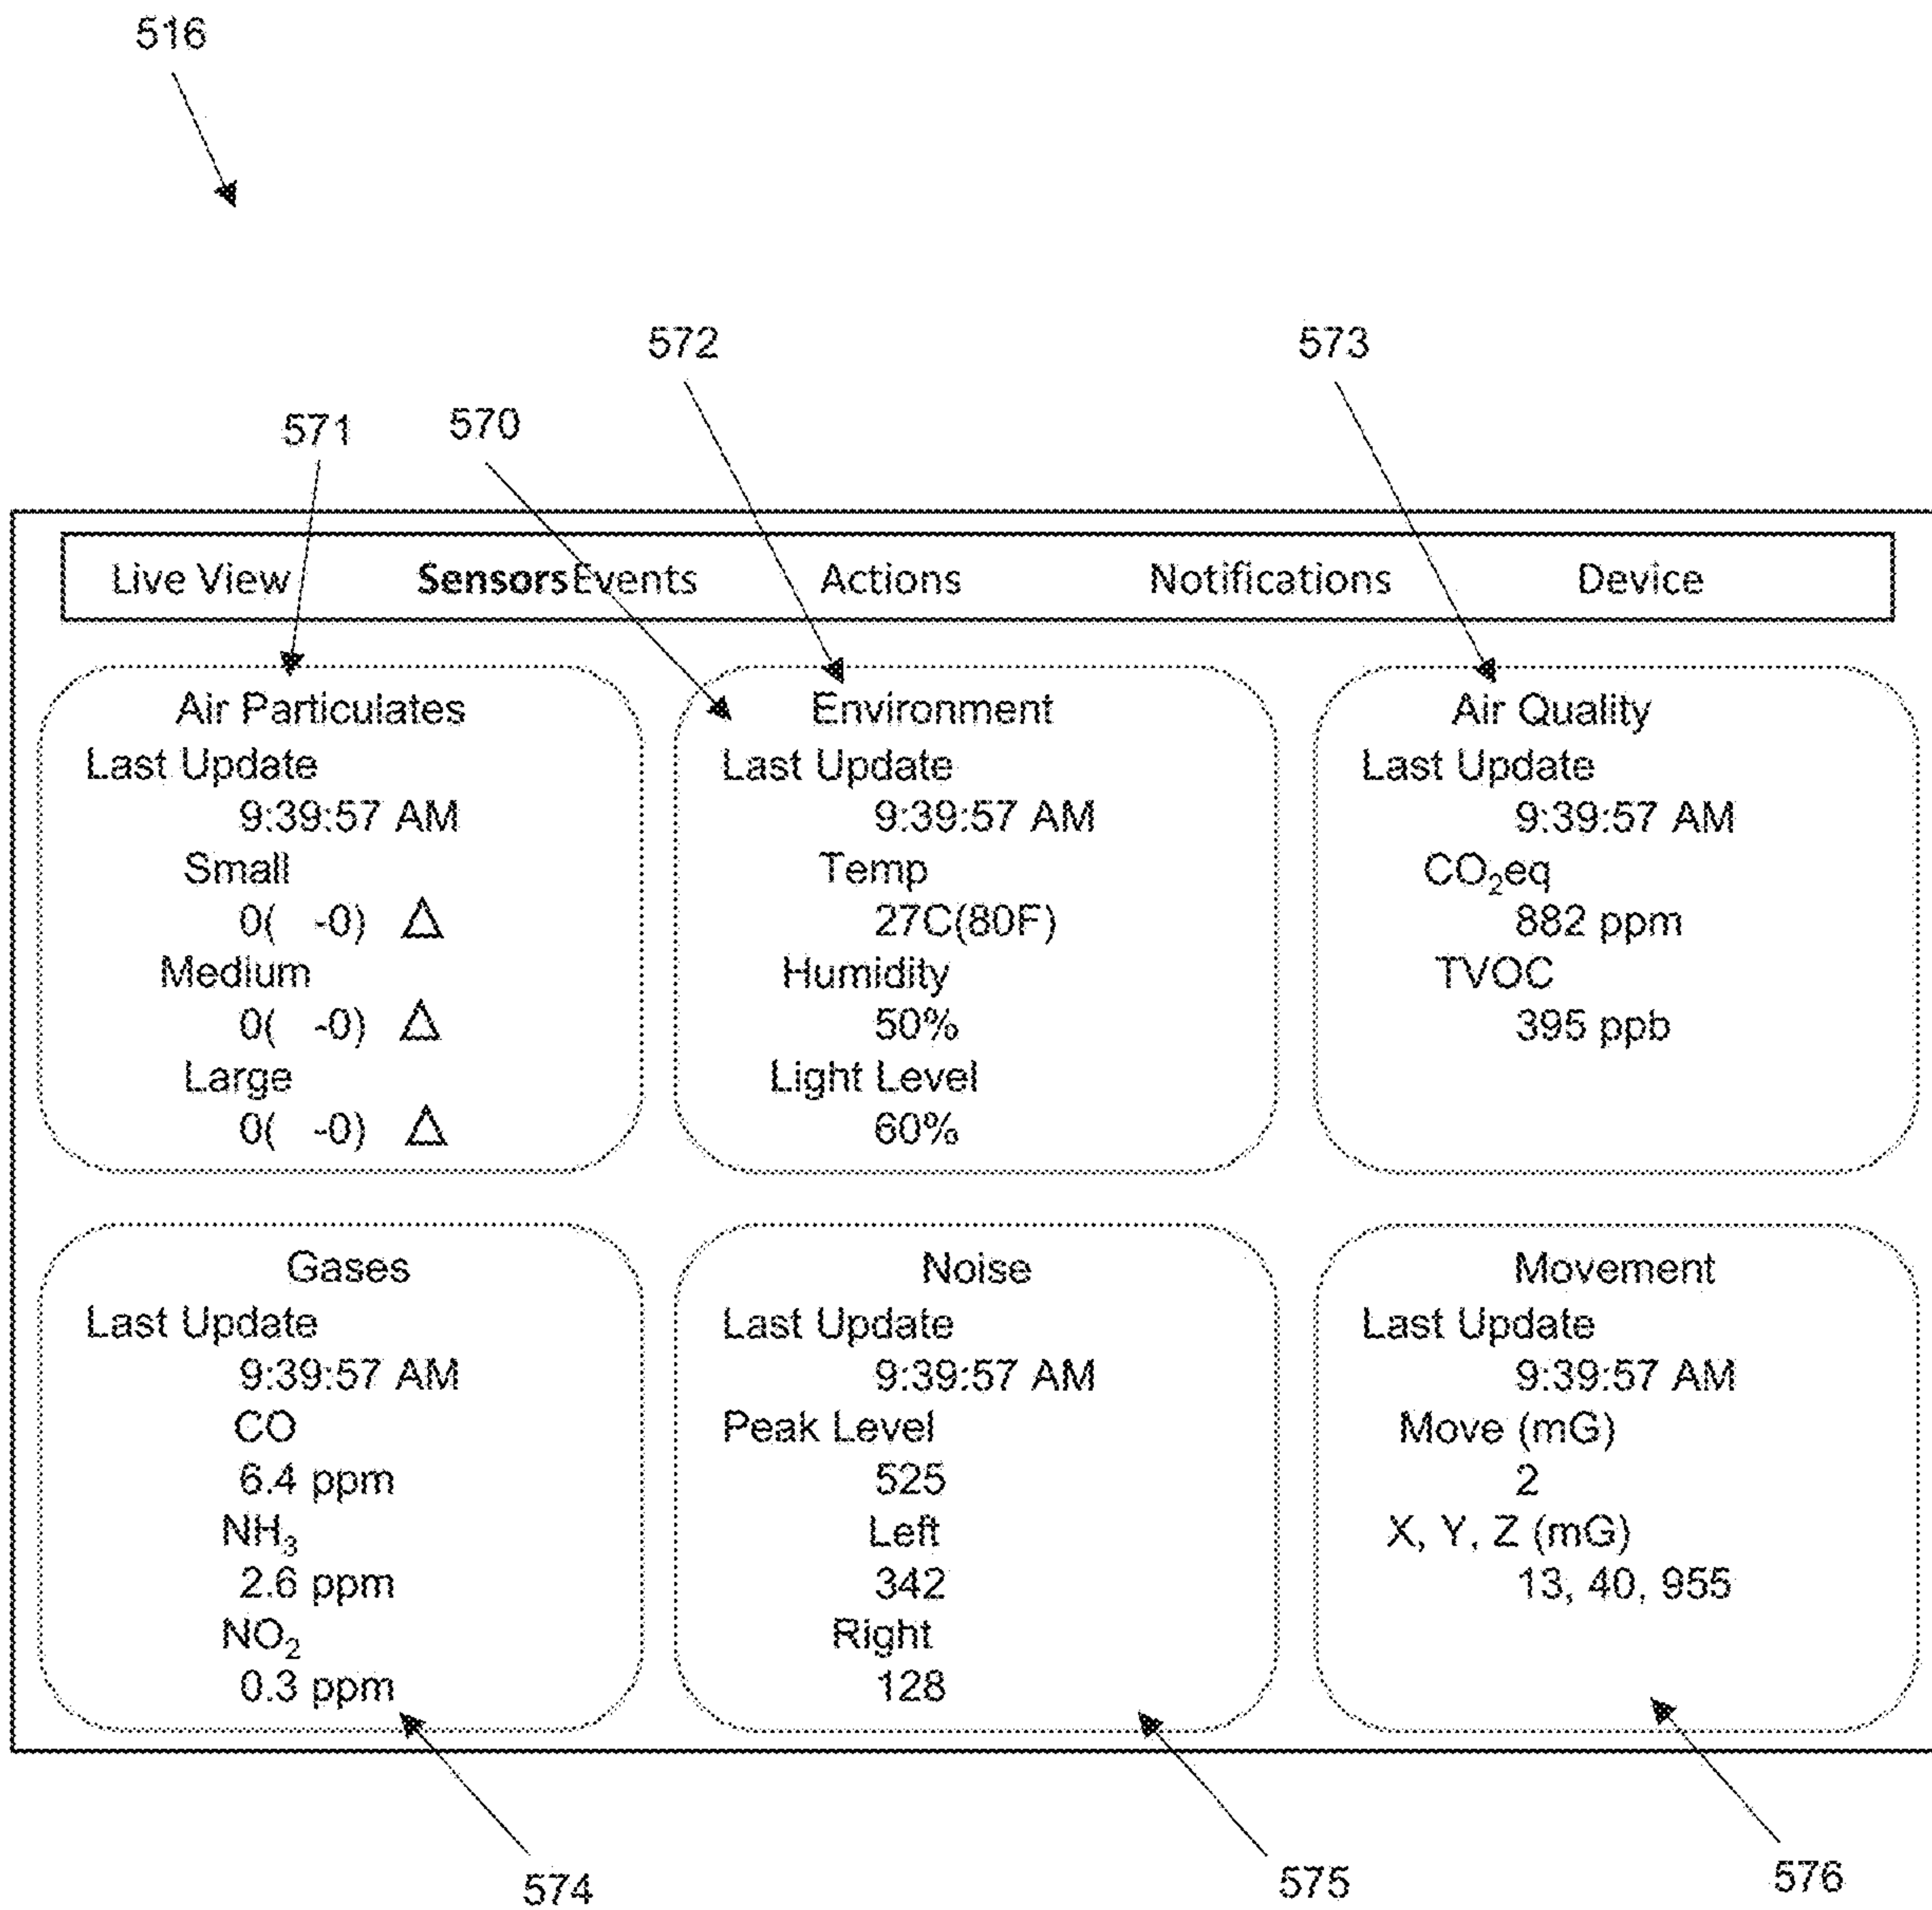 516
572
573
571
570
Live View SensorsEvents Actions Notifications Device
Air Particulates
Last Update
9:39:57 AM
Small
0( -0) △
Medium
0( -0) △
Large
0( -0) △
Environment
Last Update
9:39:57 AM
Temp
27C(80F)
Humidity
50%
Light Level
60%
Air Quality
Last Update
9:39:57 AM
CO₂eq
882 ppm
TVOC
395 ppb
Gases
Last Update
9:39:57 AM
CO
6.4 ppm
NH₃
2.6 ppm
NO₂
0.3 ppm
Noise
Last Update
9:39:57 AM
Peak Level
525
Left
342
Right
128
Movement
Last Update
9:39:57 AM
Move (mG)
2
X, Y, Z (mG)
13, 40, 955
574
575
576